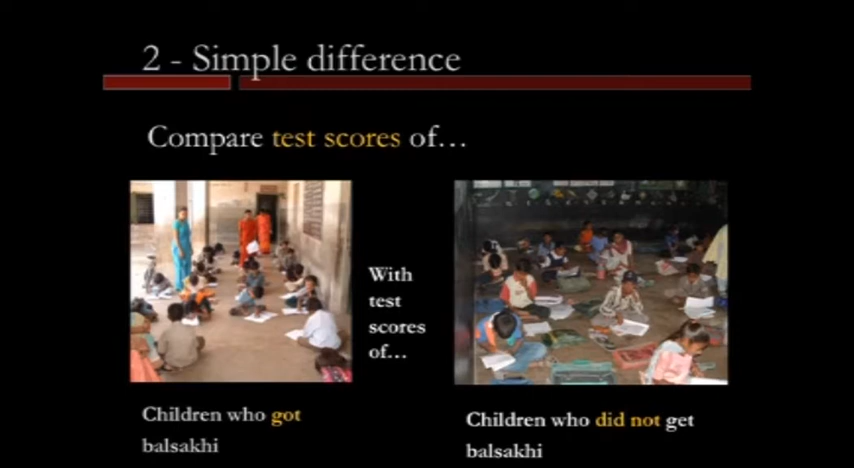 2 - Simple difference
Compare test scores of...
With
test
scores
of...
Children who got
balsakhi
Children who did not get
balsakhi